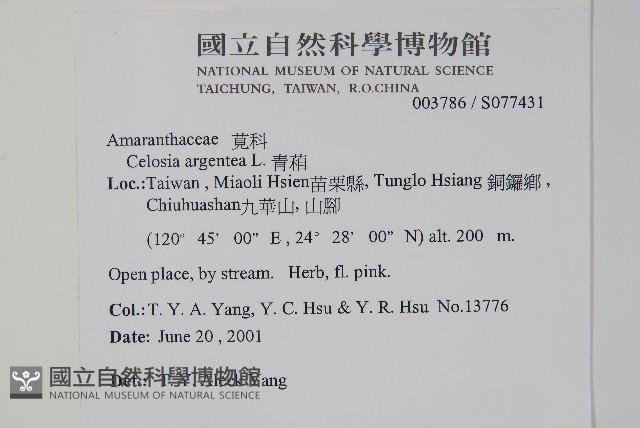 國立自然科學博物館
NATIONAL MUSEUM OF NATURAL SCIENCE
TAICHUNG, TAIWAN, R.O.CHINA
003786 / S077431
Amaranthaceae 莧科
Celosia argentea L. 青葙
Loc.:Taiwan , Miaoli Hsien苗栗縣, Tunglo Hsiang 銅鑼鄉 ,
Chiuhuashan九華山, 山腳
(120° 45' 00" E , 24° 28' 00" N) alt. 200 m.
Open place, by stream. Herb, fl. pink.
Col.: T. Y. A. Yang, Y. C. Hsu & Y. R. Hsu No.13776
Date: June 20 , 2001
Det.: T. Y. Aleck Yang
國立自然科學博物館
NATIONAL MUSEUM OF NATURAL SCIENCE